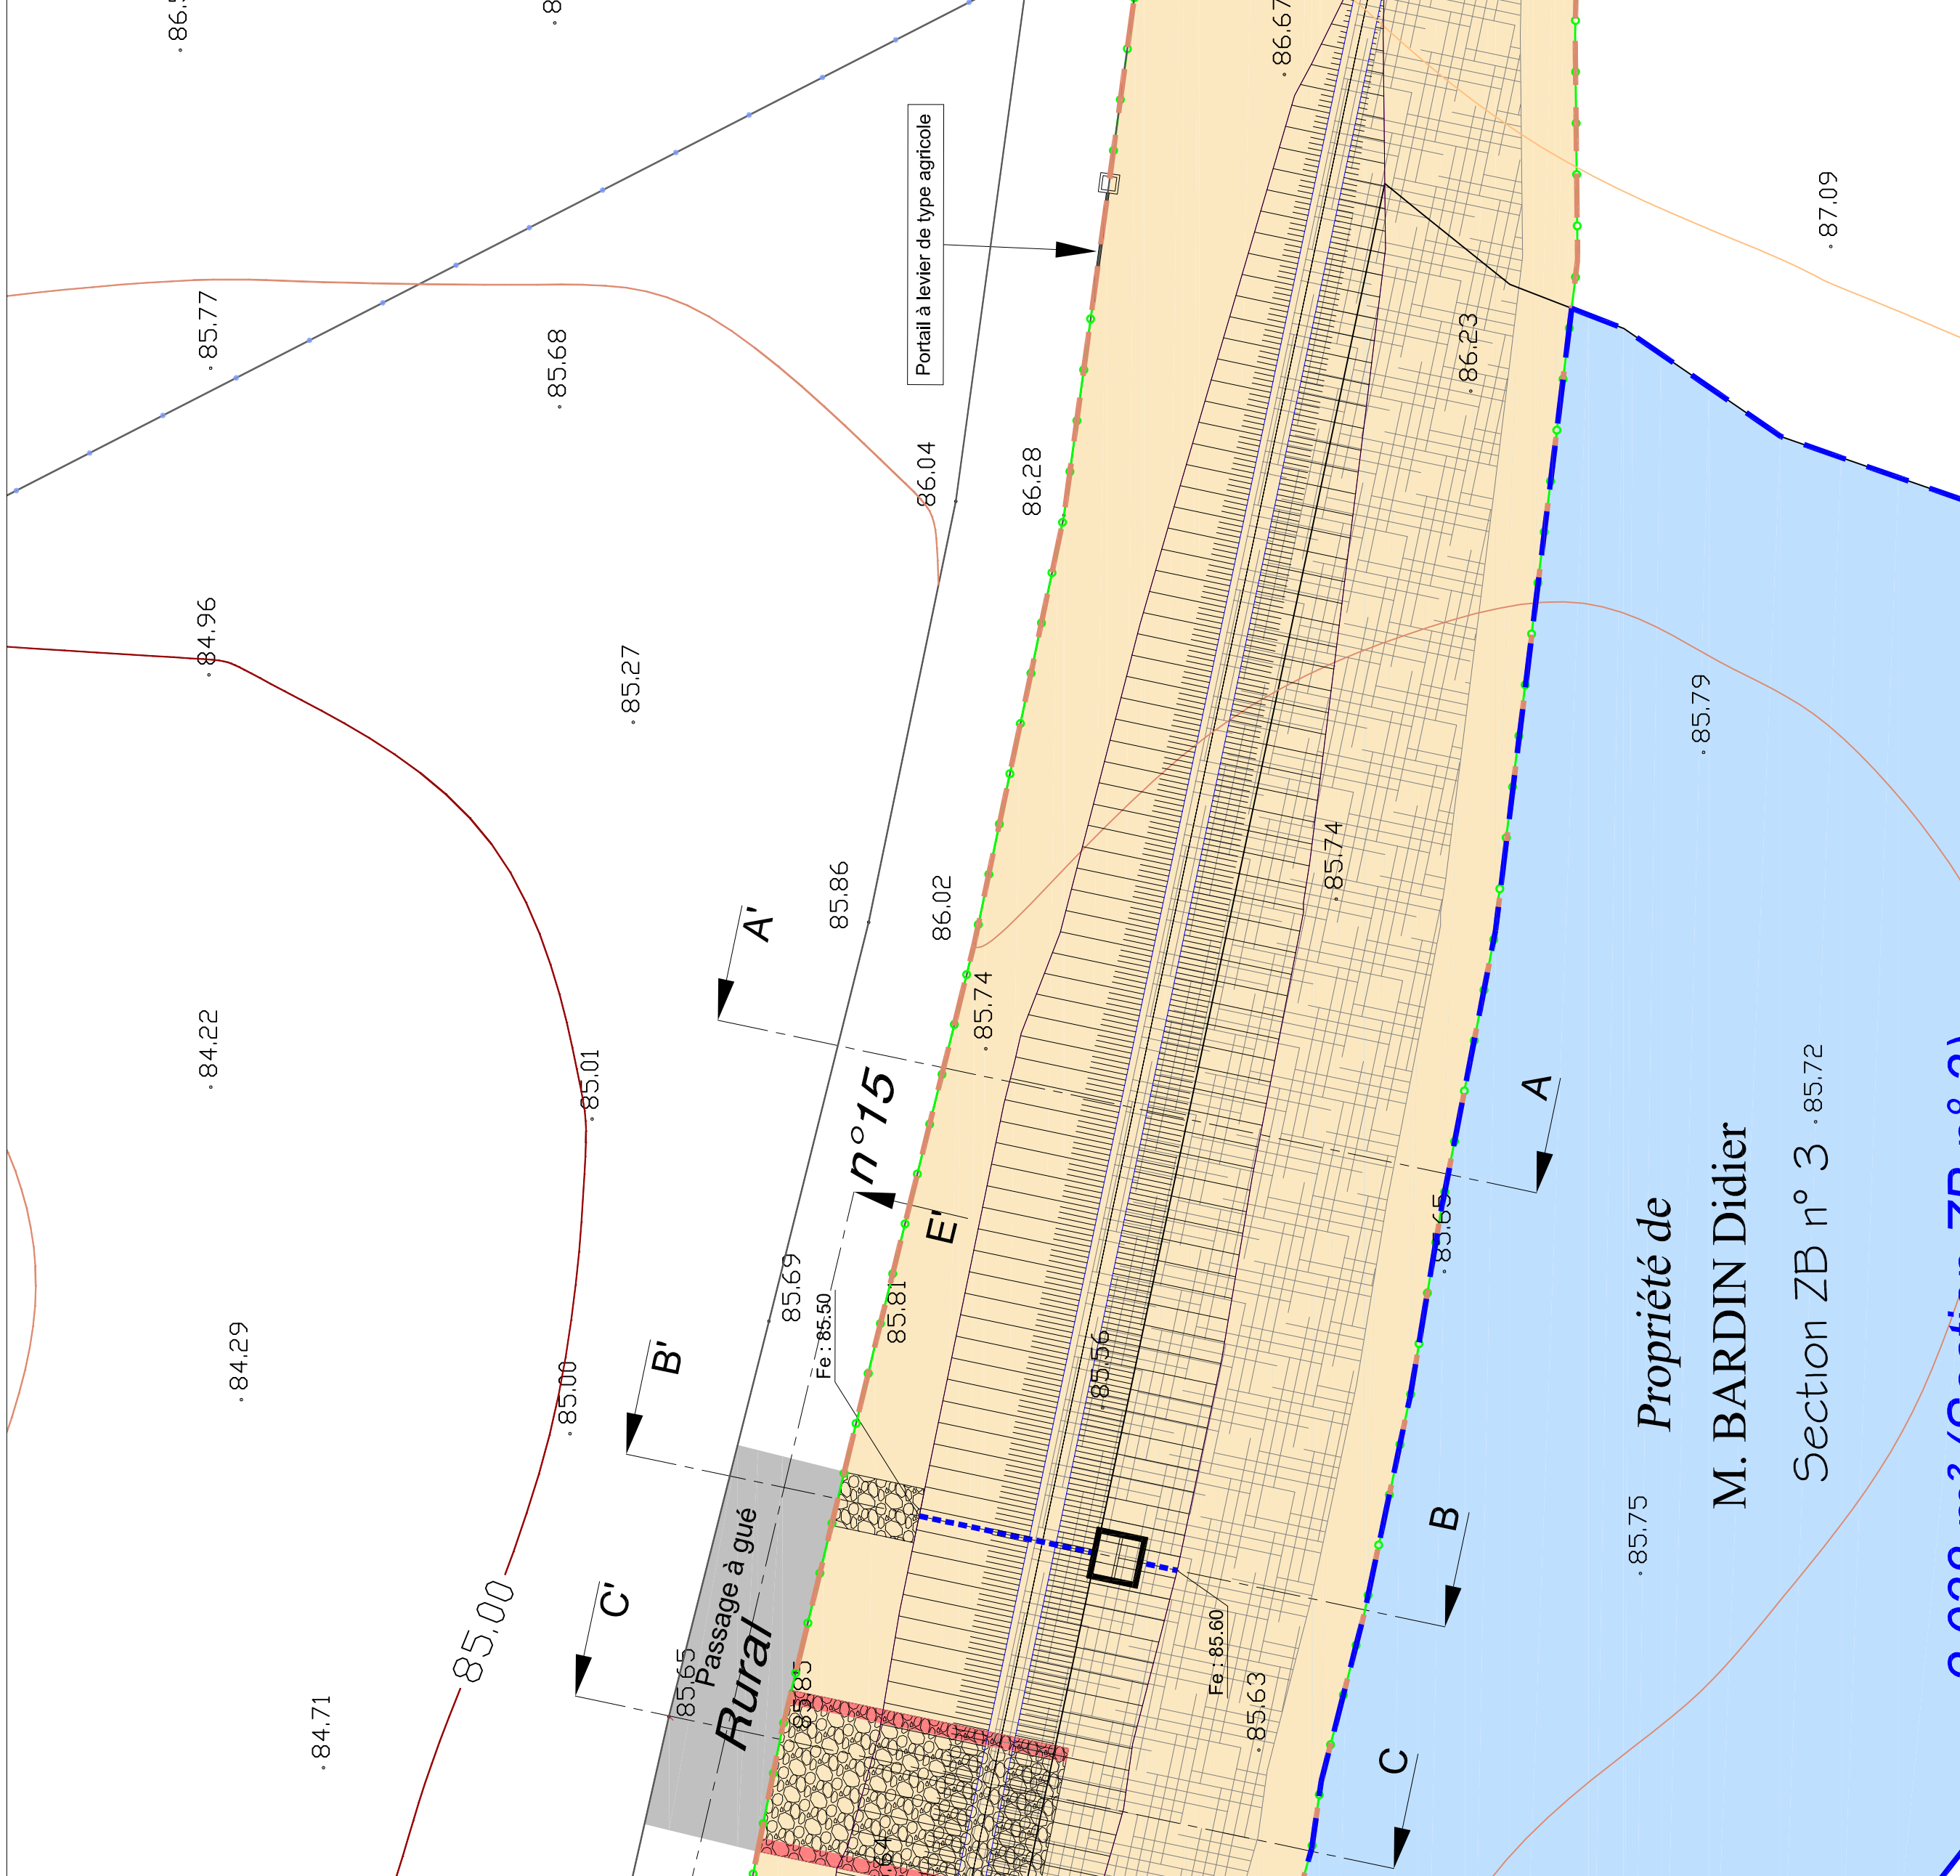 86.67
87.09
Portail à levier de type agricole
85.77
85.68
86.23
86.04
86.28
84.96
85.27
85.79
85.74
85.86
86.02
A'
85.74
84.22
85.01
n°15
A
85.72
E'
85.65
Propriété de
M. BARDIN Didier
Section ZB n° 3
85.69
85.81
Fe : 85.50
85.56
B'
84.29
85.00
85.75
B
Passage à gué
Rural
C'
85.00
85.65
85.83
Fe : 85.60
85.63
84.71
C